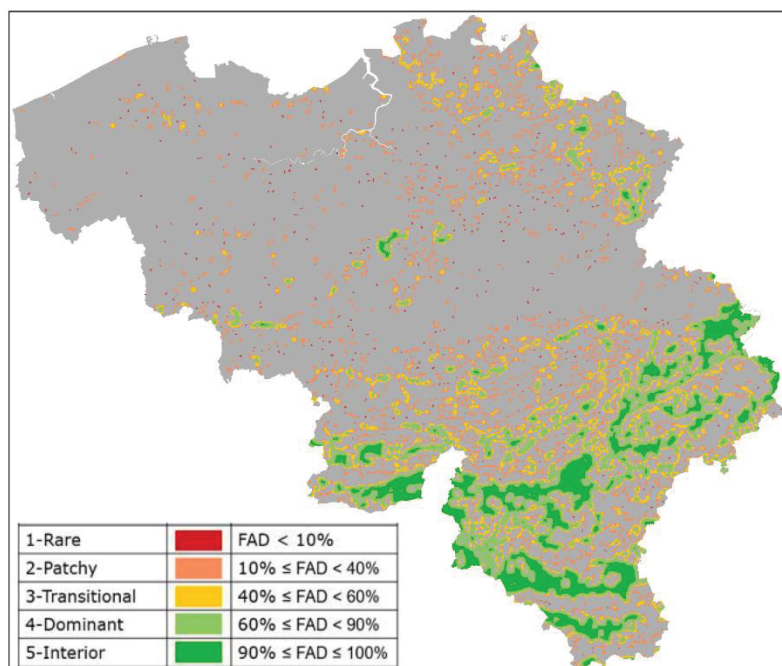 1-Rare FAD < 10%
2-Patchy 10% ≤ FAD < 40%
3-Transitional 40% ≤ FAD < 60%
4-Dominant 60% ≤ FAD < 90%
5-Interior 90% ≤ FAD ≤ 100%